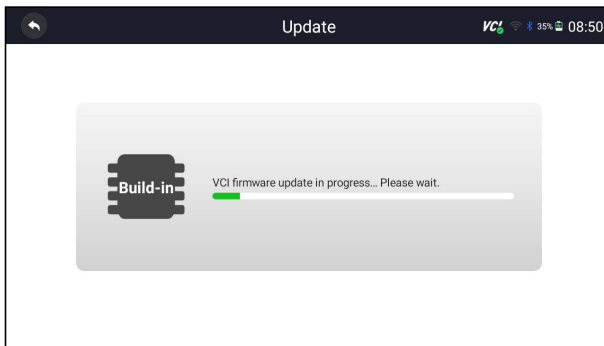 Update
VCI 35% 08:50
Build-in
VCI firmware update in progress... Please wait.